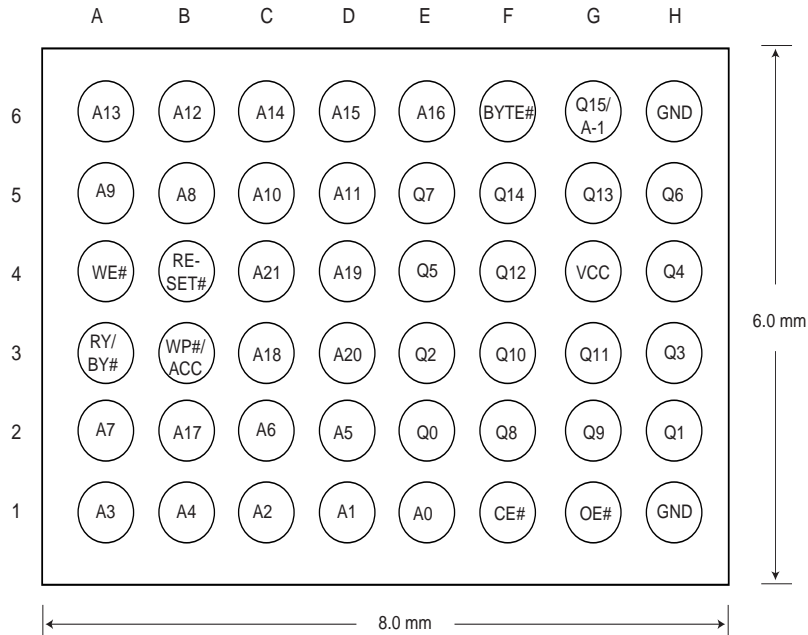 A B C D E F G H
6 A13 A12 A14 A15 A16 BYTE# Q15/ A-1 GND
5 A9 A8 A10 A11 Q7 Q14 Q13 Q6
4 WE# RE- SET# A21 A19 Q5 Q12 VCC Q4
3 RY/ BY# WP#/ ACC A18 A20 Q2 Q10 Q11 Q3
2 A7 A17 A6 A5 Q0 Q8 Q9 Q1
1 A3 A4 A2 A1 A0 CE# OE# GND
6.0 mm
8.0 mm